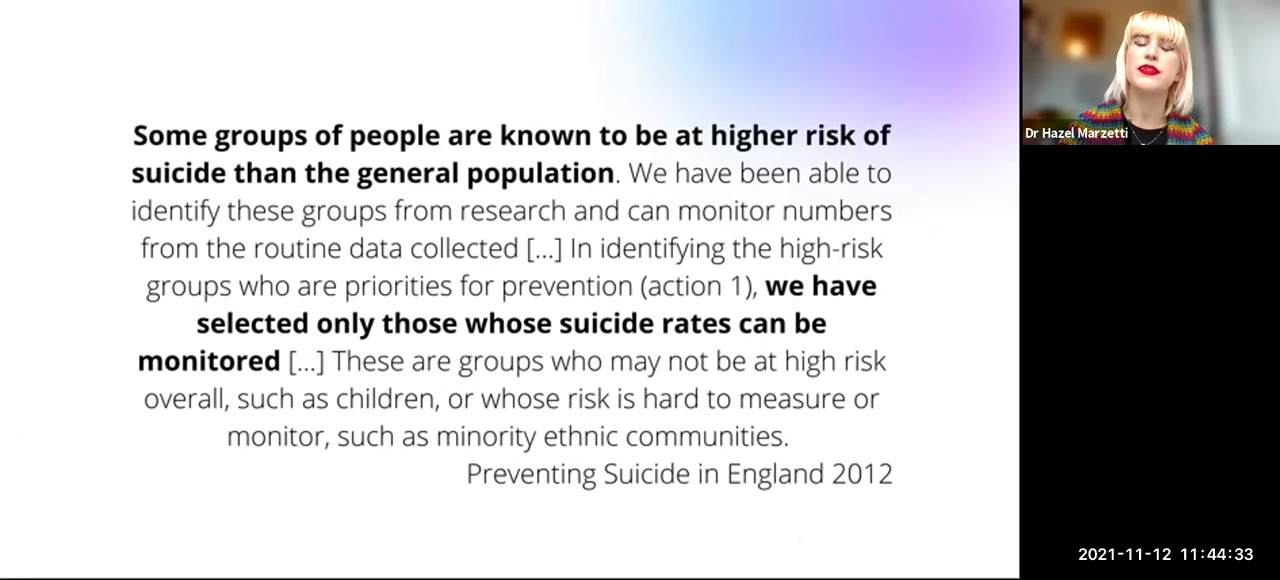 Some groups of people are known to be at higher risk of
suicide than the general population. We have been able to
identify these groups from research and can monitor numbers
from the routine data collected [...] In identifying the high-risk
groups who are priorities for prevention (action 1), we have
selected only those whose suicide rates can be
monitored [...] These are groups who may not be at high risk
overall, such as children, or whose risk is hard to measure or
monitor, such as minority ethnic communities.
Preventing Suicide in England 2012
Dr Hazel Marzetti
2021-11-12 11:44:33